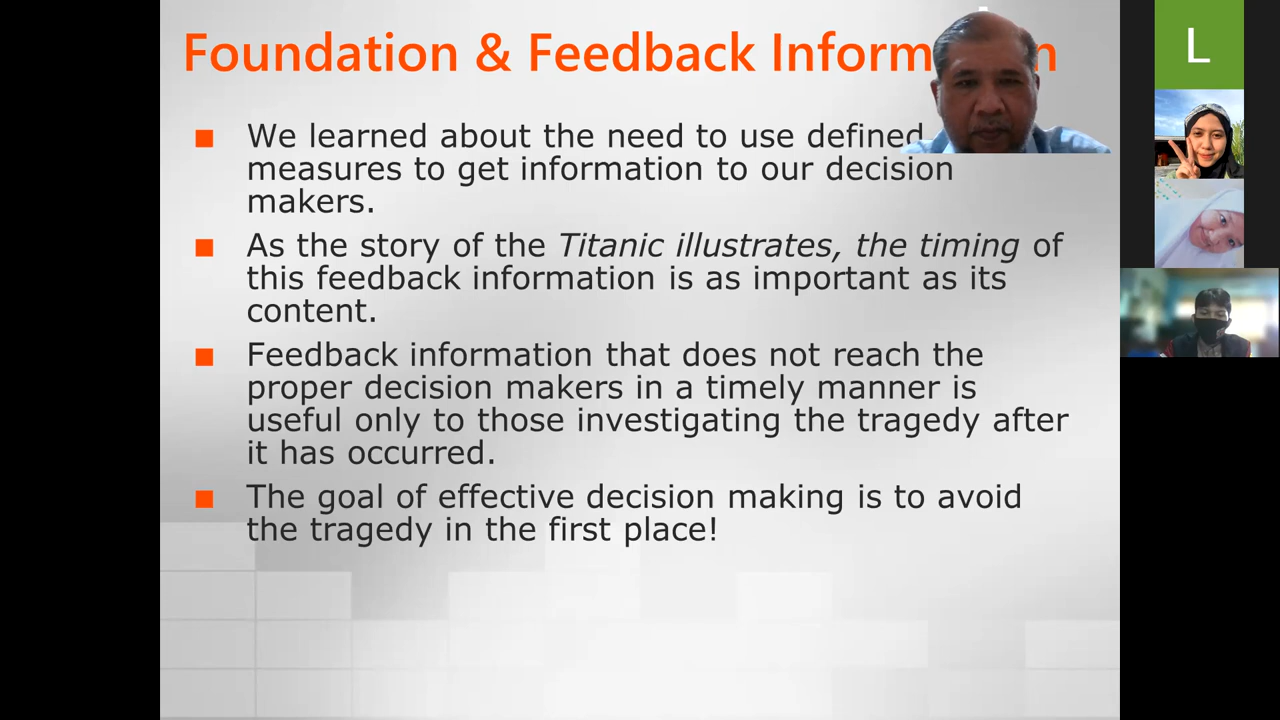 Foundation & Feedback Inform n
We learned about the need to use defined
measures to get information to our decision
makers.
As the story of the Titanic illustrates, the timing of
this feedback information is as important as its
content.
Feedback information that does not reach the
proper decision makers in a timely manner is
useful only to those investigating the tragedy after
it has occurred.
The goal of effective decision making is to avoid
the tragedy in the first place!
L